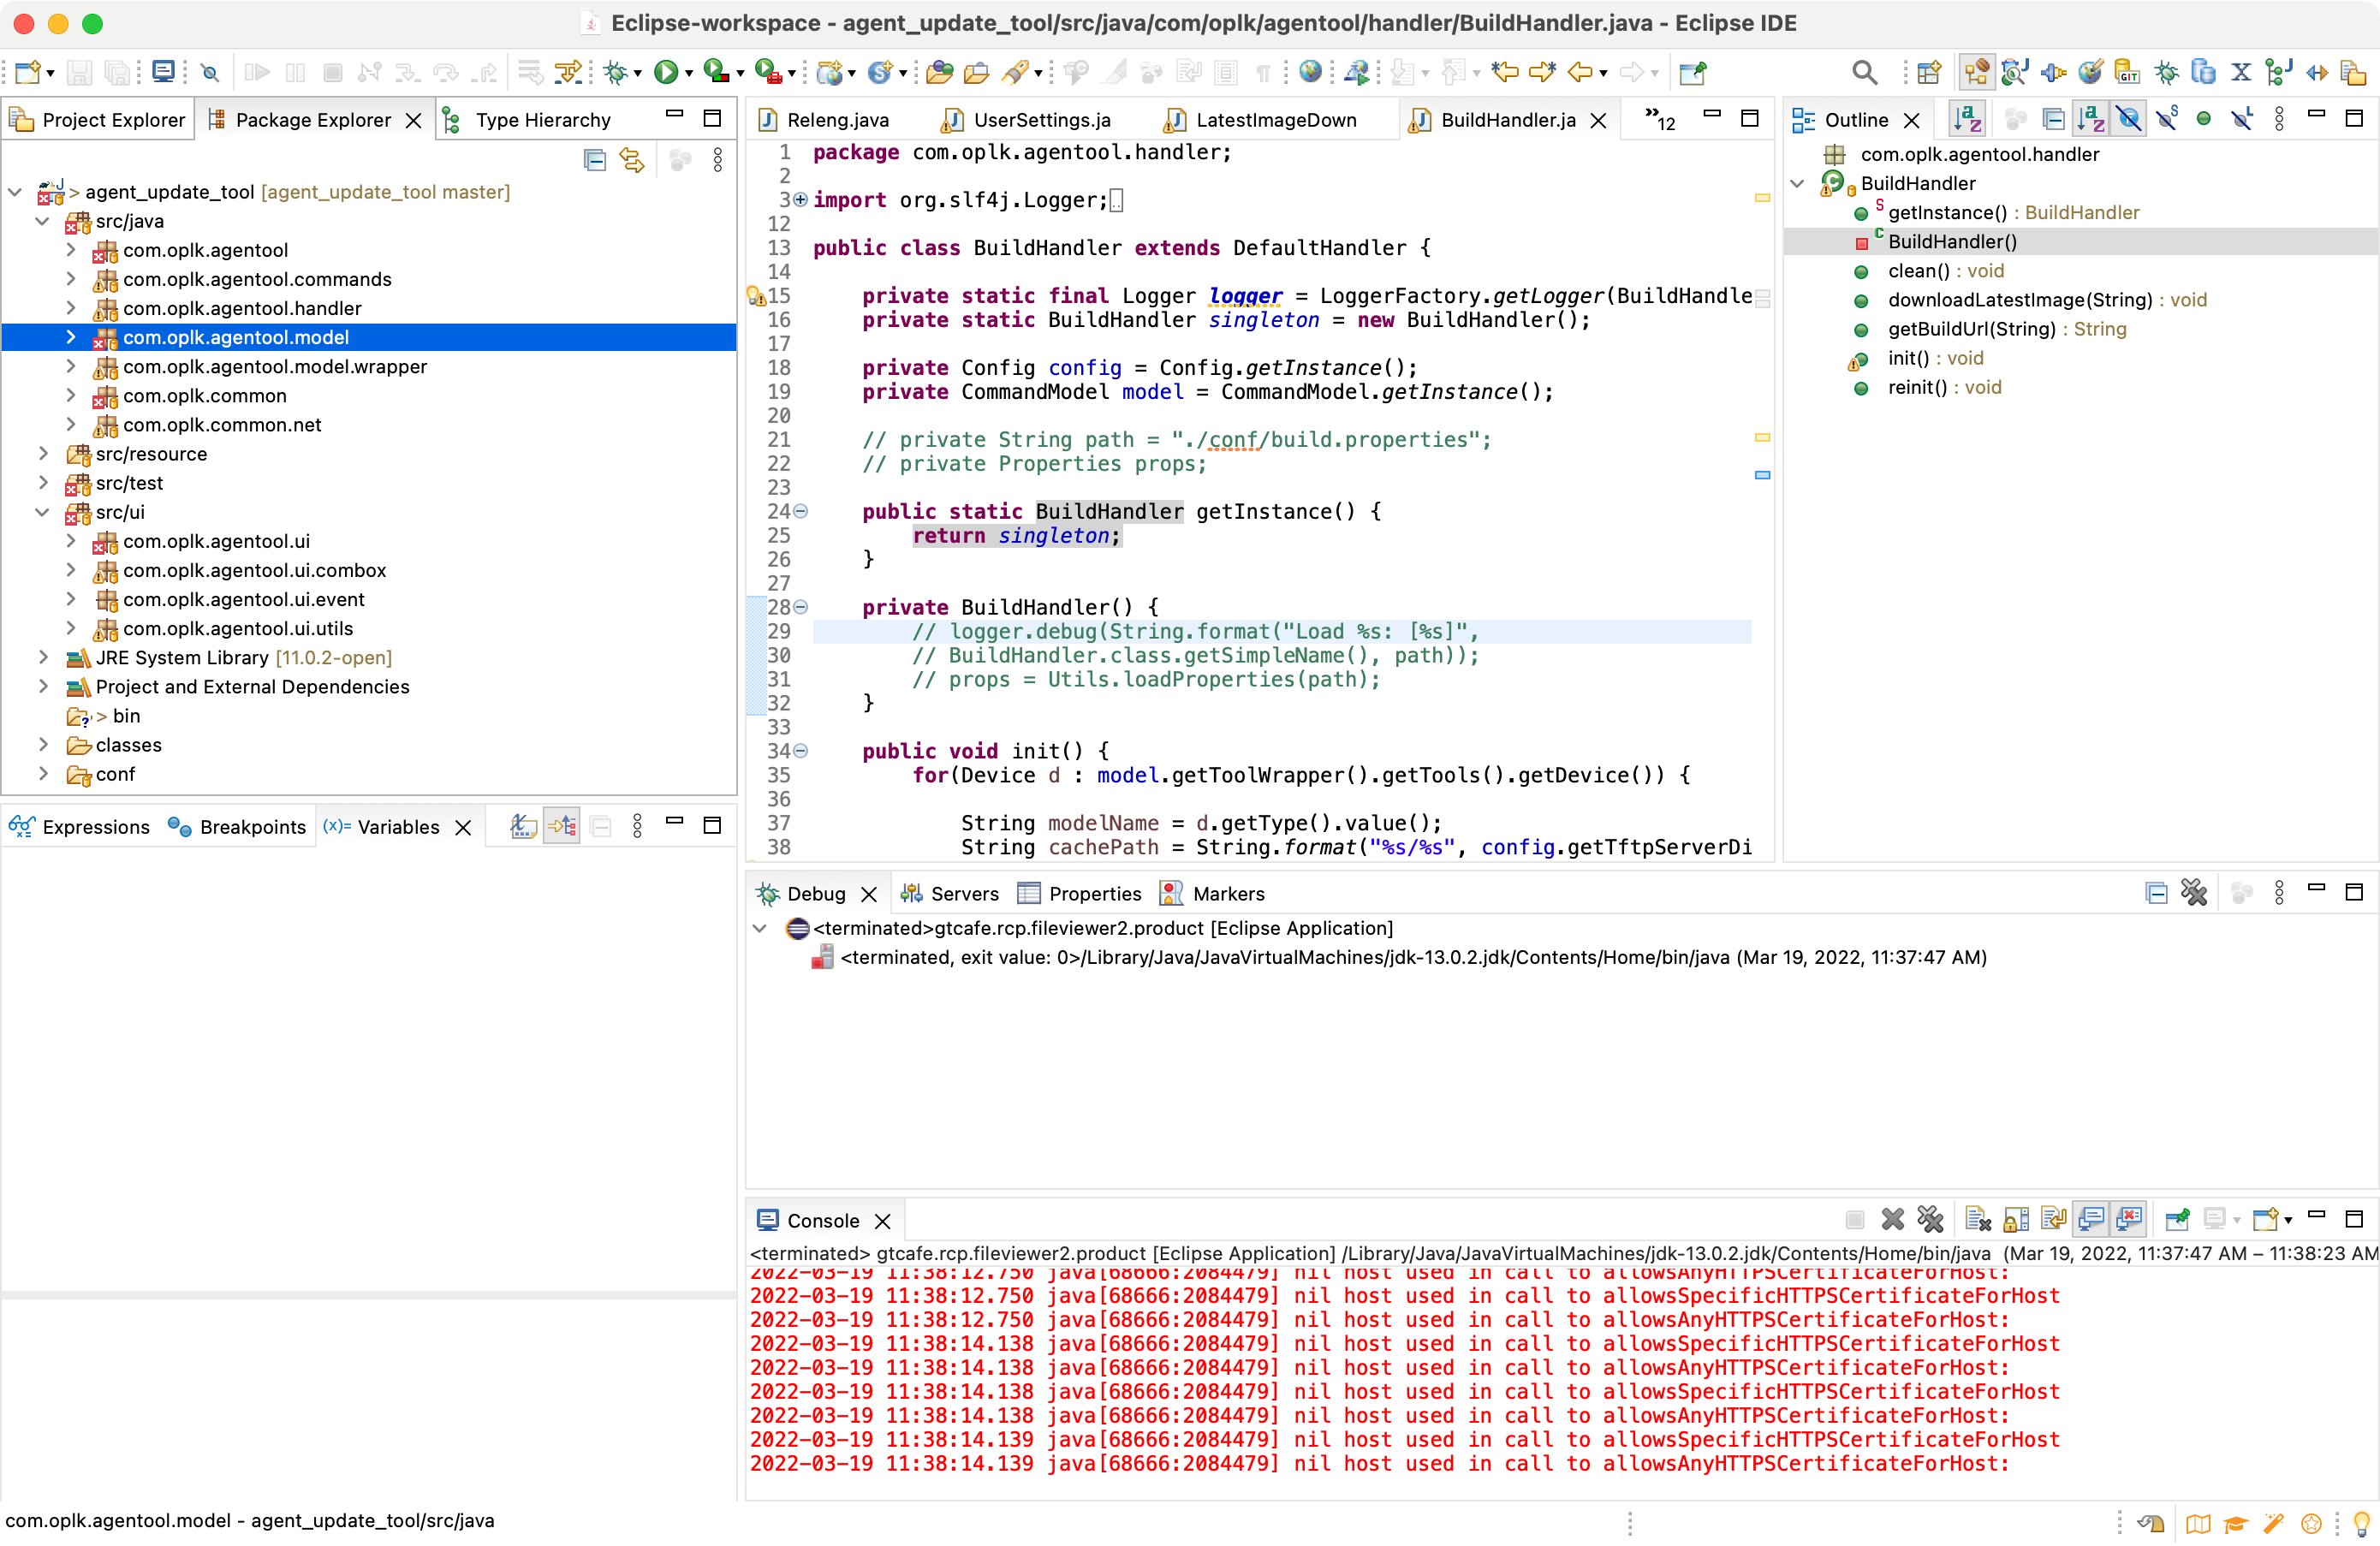 Eclipse-workspace - agent_update_tool/src/java/com/oplk/agentool/handler/BuildHandler.java - Eclipse IDE
Project Explorer
Package Explorer
Type Hierarchy
> agent_update_tool [agent_update_tool master]
src/java
com.oplk.agentool
com.oplk.agentool.commands
com.oplk.agentool.handler
com.oplk.agentool.model
com.oplk.agentool.model.wrapper
com.oplk.common
com.oplk.common.net
src/resource
src/test
src/ui
com.oplk.agentool.ui
com.oplk.agentool.ui.combox
com.oplk.agentool.ui.event
com.oplk.agentool.ui.utils
JRE System Library [11.0.2-open]
Project and External Dependencies
> bin
classes
conf
Expressions
Breakpoints
(x)= Variables
Releng.java
UserSettings.ja
LatestImageDown
BuildHandler.ja
»12
1 package com.oplk.agentool.handler;
2
3 import org.slf4j.Logger;
12
13 public class BuildHandler extends DefaultHandler {
14
15 private static final Logger logger = LoggerFactory.getLogger(BuildHandle
16 private static BuildHandler singleton = new BuildHandler();
17
18 private Config config = Config.getInstance();
19 private CommandModel model = CommandModel.getInstance();
20
21 // private String path = "./conf/build.properties";
22 // private Properties props;
23
24 public static BuildHandler getInstance() {
25 return singleton;
26 }
27
28 private BuildHandler() {
29 // logger.debug(String.format("Load %s: [%s]",
30 // BuildHandler.class.getSimpleName(), path));
31 // props = Utils.loadProperties(path);
32 }
33
34 public void init() {
35 for(Device d : model.getToolWrapper().getTools().getDevice()) {
36
37 String modelName = d.getType().value();
38 String cachePath = String.format("%s/%s", config.getTftpServerDi
Outline
com.oplk.agentool.handler
BuildHandler
getInstance() : BuildHandler
BuildHandler()
clean() : void
downloadLatestImage(String) : void
getBuildUrl(String) : String
init() : void
reinit() : void
Debug
Servers
Properties
Markers
<terminated>gtcafe.rcp.fileviewer2.product [Eclipse Application]
<terminated, exit value: 0>/Library/Java/JavaVirtualMachines/jdk-13.0.2.jdk/Contents/Home/bin/java (Mar 19, 2022, 11:37:47 AM)
Console
<terminated> gtcafe.rcp.fileviewer2.product [Eclipse Application] /Library/Java/JavaVirtualMachines/jdk-13.0.2.jdk/Contents/Home/bin/java (Mar 19, 2022, 11:37:47 AM – 11:38:23 AM
2022-03-19 11:38:12.750 java[68666:2084479] nil host used in call to allowsAnyHTTPSCertificateForHost:
2022-03-19 11:38:12.750 java[68666:2084479] nil host used in call to allowsSpecificHTTPSCertificateForHost
2022-03-19 11:38:12.750 java[68666:2084479] nil host used in call to allowsAnyHTTPSCertificateForHost:
2022-03-19 11:38:14.138 java[68666:2084479] nil host used in call to allowsSpecificHTTPSCertificateForHost
2022-03-19 11:38:14.138 java[68666:2084479] nil host used in call to allowsAnyHTTPSCertificateForHost:
2022-03-19 11:38:14.138 java[68666:2084479] nil host used in call to allowsSpecificHTTPSCertificateForHost
2022-03-19 11:38:14.138 java[68666:2084479] nil host used in call to allowsAnyHTTPSCertificateForHost:
2022-03-19 11:38:14.139 java[68666:2084479] nil host used in call to allowsSpecificHTTPSCertificateForHost
2022-03-19 11:38:14.139 java[68666:2084479] nil host used in call to allowsAnyHTTPSCertificateForHost:
com.oplk.agentool.model - agent_update_tool/src/java